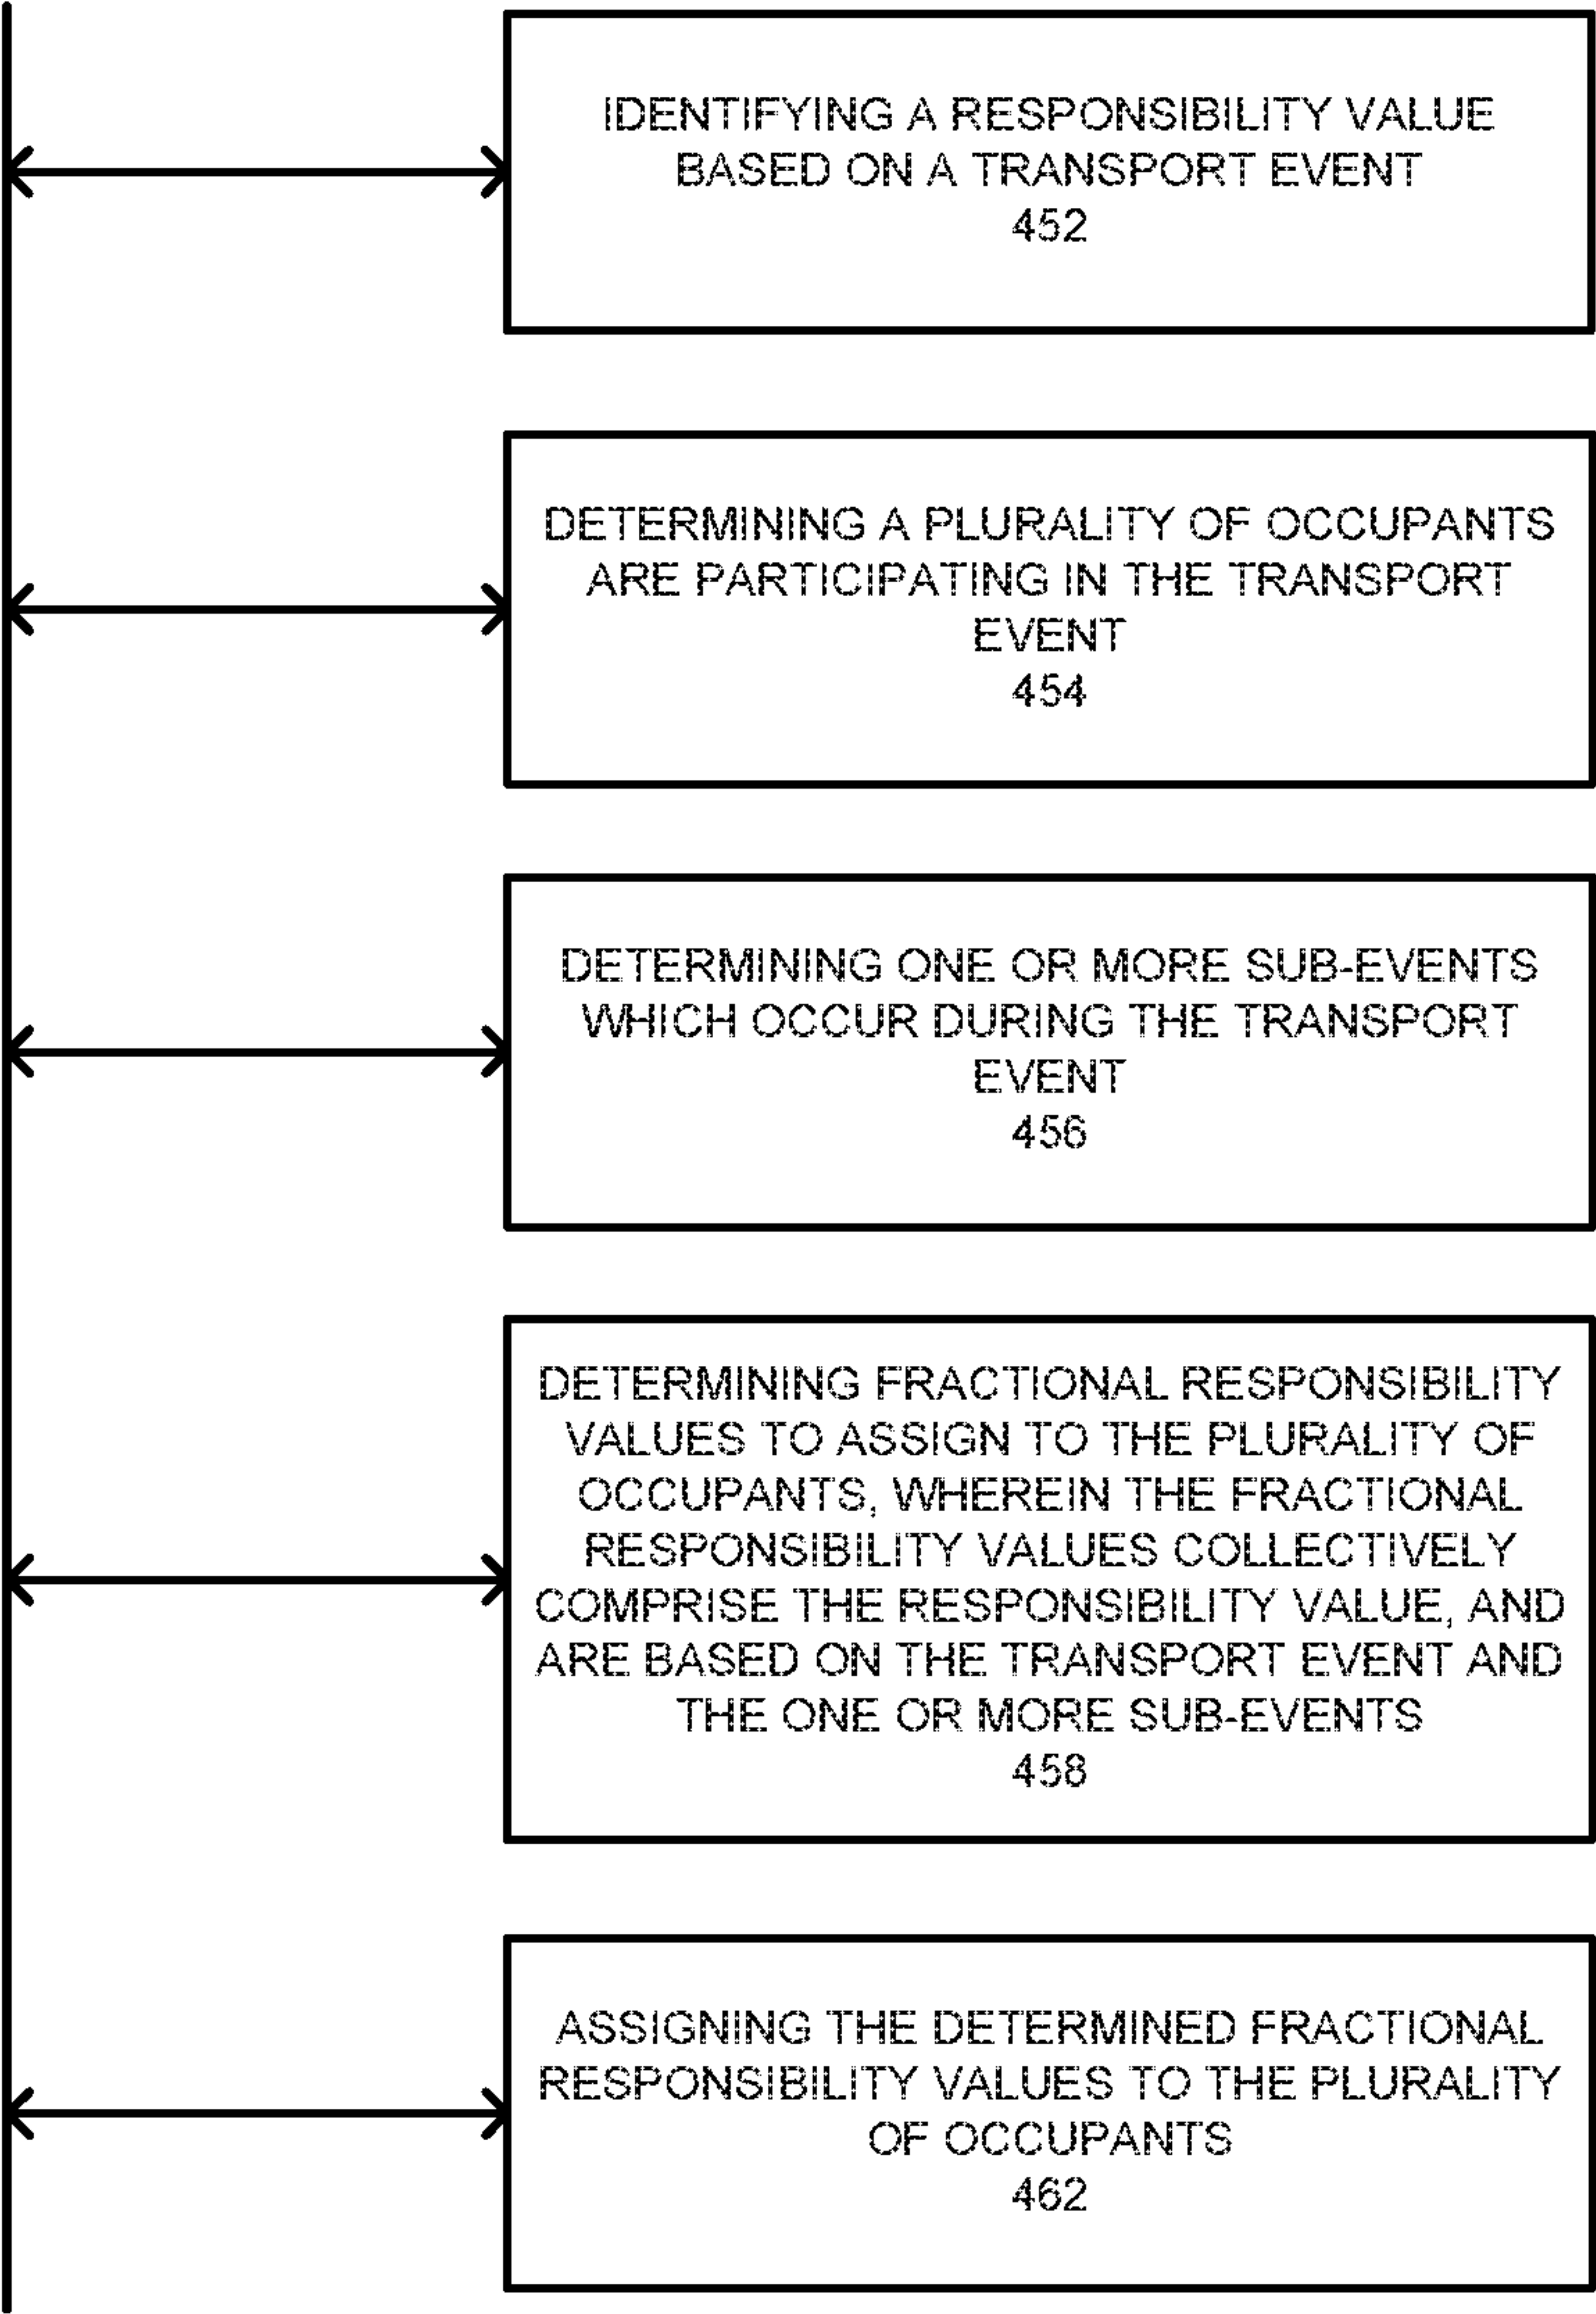 IDENTIFYING A RESPONSIBILITY VALUE
BASED ON A TRANSPORT EVENT
452
DETERMINING A PLURALITY OF OCCUPANTS
ARE PARTICIPATING IN THE TRANSPORT
EVENT
454
DETERMINING ONE OR MORE SUB-EVENTS
WHICH OCCUR DURING THE TRANSPORT
EVENT
456
DETERMINING FRACTIONAL RESPONSIBILITY
VALUES TO ASSIGN TO THE PLURALITY OF
OCCUPANTS, WHEREIN THE FRACTIONAL
RESPONSIBILITY VALUES COLLECTIVELY
COMPRISE THE RESPONSIBILITY VALUE, AND
ARE BASED ON THE TRANSPORT EVENT AND
THE ONE OR MORE SUB-EVENTS
458
ASSIGNING THE DETERMINED FRACTIONAL
RESPONSIBILITY VALUES TO THE PLURALITY
OF OCCUPANTS
462